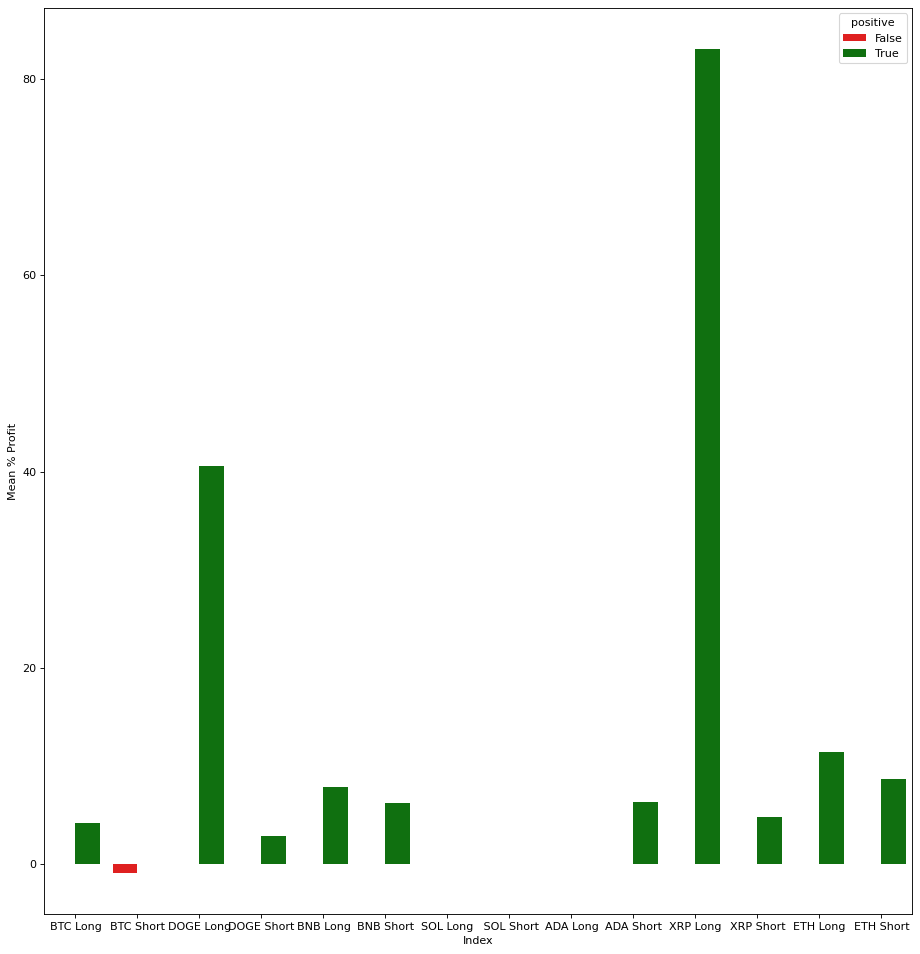 positive
False
True
80
60
40
20
0
Mean % Profit
BTC Long BTC Short DOGE Long DOGE Short BNB Long BNB Short SOL Long SOL Short ADA Long ADA Short XRP Long XRP Short ETH Long ETH Short
Index